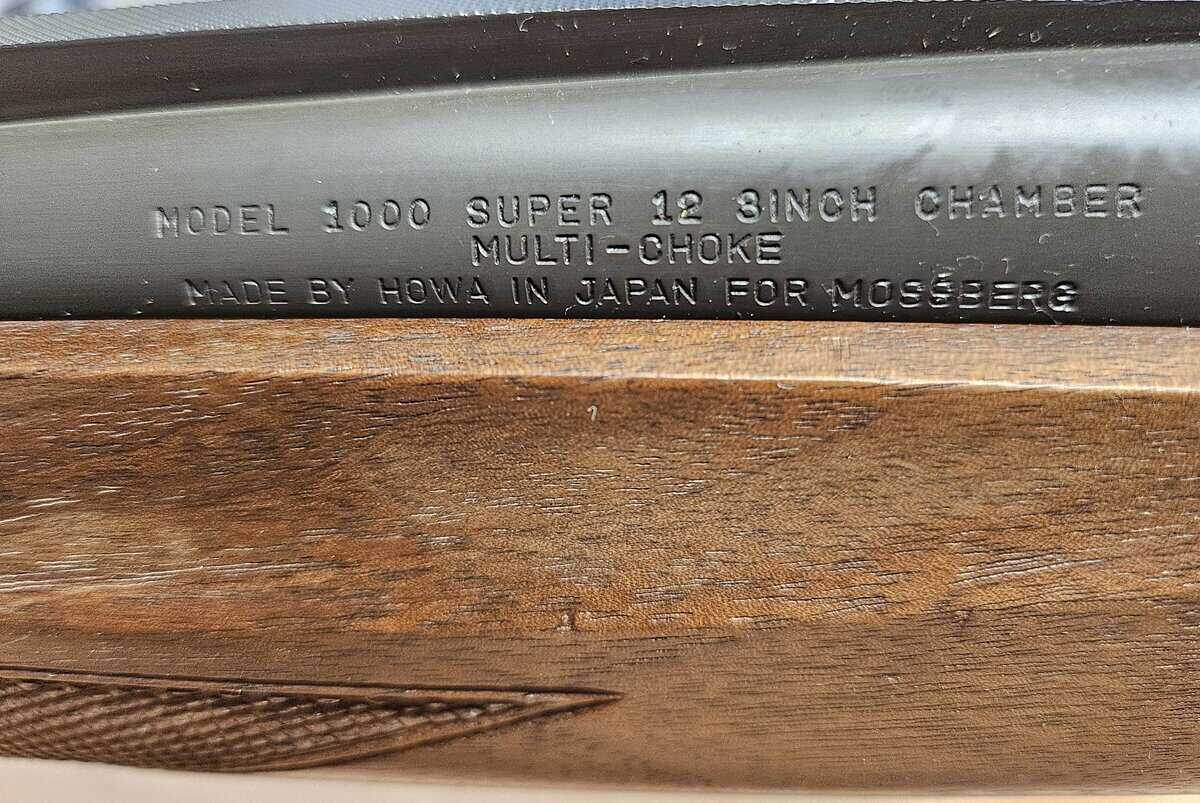 MODEL 1000 SUPER 12 3INCH CHAMBER
MULTI-CHOKE
MADE BY HOWA IN JAPAN FOR MOSSBERG